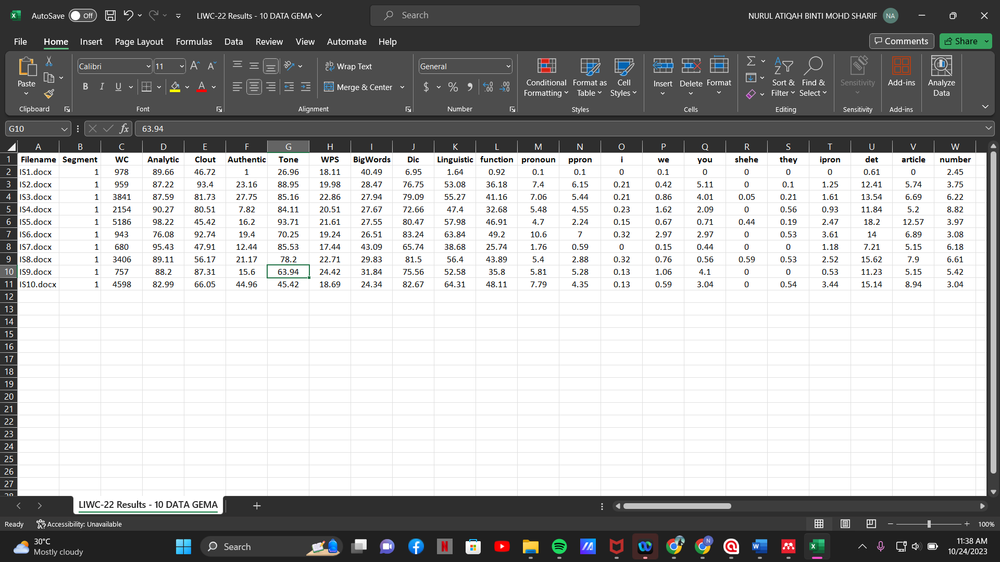 AutoSave Off LIWC-22 Results - 10 DATA GEMA Search NURUL ATIQAH BINTI MOHD SHARIF NA
File Home Insert Page Layout Formulas Data Review View Automate Help Comments Share
Calibri 11 Wrap Text General
Paste B I U Merge & Center $ % Conditional Formatting Format as Table Cell Styles Insert Delete Format Sort & Filter Find & Select Sensitivity Add-ins Analyze Data
Clipboard Font Alignment Number Styles Cells Editing Sensitivity Add-ins
G10 fx 63.94
A B C D E F G H I J K L M N O P Q R S T U V W
1 Filename Segment WC Analytic Clout Authentic Tone WPS BigWords Dic Linguistic function pronoun ppron i we you shehe they ipron det article number
2 IS1.docx 1 978 89.66 46.72 1 26.96 18.11 40.49 6.95 1.64 0.92 0.1 0.1 0 0.1 0 0 0 0 0.61 0 2.45
3 IS2.docx 1 959 87.22 93.4 23.16 88.95 19.98 28.47 76.75 53.08 36.18 7.4 6.15 0.21 0.42 5.11 0 0.1 1.25 12.41 5.74 3.75
4 IS3.docx 1 3841 87.59 81.73 27.75 85.16 22.86 27.94 79.09 55.27 41.16 7.06 5.44 0.21 0.86 4.01 0.05 0.21 1.61 13.54 6.69 6.22
5 IS4.docx 1 2154 90.27 80.51 7.82 84.11 20.51 27.67 72.66 47.4 32.68 5.48 4.55 0.23 1.62 2.09 0 0.56 0.93 11.84 5.2 8.82
6 IS5.docx 1 5186 98.22 45.42 16.2 93.71 21.61 27.55 80.47 57.98 46.91 4.7 2.24 0.15 0.67 0.71 0.44 0.19 2.47 18.2 12.57 3.97
7 IS6.docx 1 943 76.08 92.74 19.4 70.25 19.24 26.51 83.24 63.84 49.2 10.6 7 0.32 2.97 2.97 0 0.53 3.61 14 6.89 3.08
8 IS7.docx 1 680 95.43 47.91 12.44 85.53 17.44 43.09 65.74 38.68 25.74 1.76 0.59 0 0.15 0.44 0 0 1.18 7.21 5.15 6.18
9 IS8.docx 1 3406 89.11 56.17 21.17 78.2 22.71 29.83 81.5 56.4 43.89 5.4 2.88 0.32 0.76 0.56 0.59 0.53 2.52 15.62 7.9 6.61
10 IS9.docx 1 757 88.2 87.31 15.6 63.94 24.42 31.84 75.56 52.58 35.8 5.81 5.28 0.13 1.06 4.1 0 0 0.53 11.23 5.15 5.42
11 IS10.docx 1 4598 82.99 66.05 44.96 45.42 18.69 24.34 82.67 64.31 48.11 7.79 4.35 0.13 0.59 3.04 0 0.54 3.44 15.14 8.94 3.04
12
13
14
15
16
17
18
19
20
21
22
23
24
25
26
27
28
LIWC-22 Results - 10 DATA GEMA
Ready Accessibility: Unavailable 100%
30°C
Mostly cloudy
Search
11:38 AM
10/24/2023